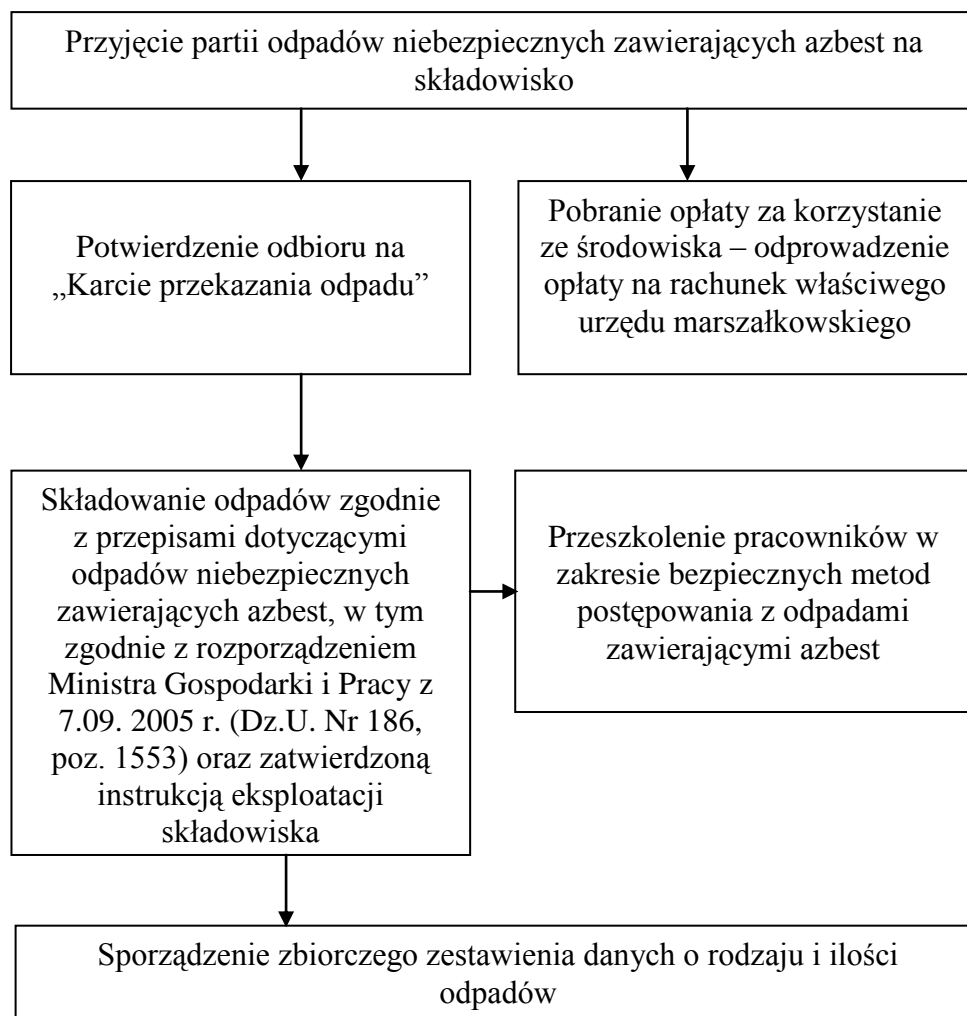 Przyjęcie partii odpadów niebezpiecznych zawierających azbest na
składowisko
Potwierdzenie odbioru na
„Karcie przekazania odpadu”
Pobranie opłaty za korzystanie
ze środowiska – odprowadzenie
opłaty na rachunek właściwego
urzędu marszałkowskiego
Składowanie odpadów zgodnie
z przepisami dotyczącymi
odpadów niebezpiecznych
zawierających azbest, w tym
zgodnie z rozporządzeniem
Ministra Gospodarki i Pracy z
7.09. 2005 r. (Dz.U. Nr 186,
poz. 1553) oraz zatwierdzoną
instrukcją eksploatacji
składowiska
Przeszkolenie pracowników w
zakresie bezpiecznych metod
postępowania z odpadami
zawierającymi azbest
Sporządzenie zbiorczego zestawienia danych o rodzaju i ilości
odpadów